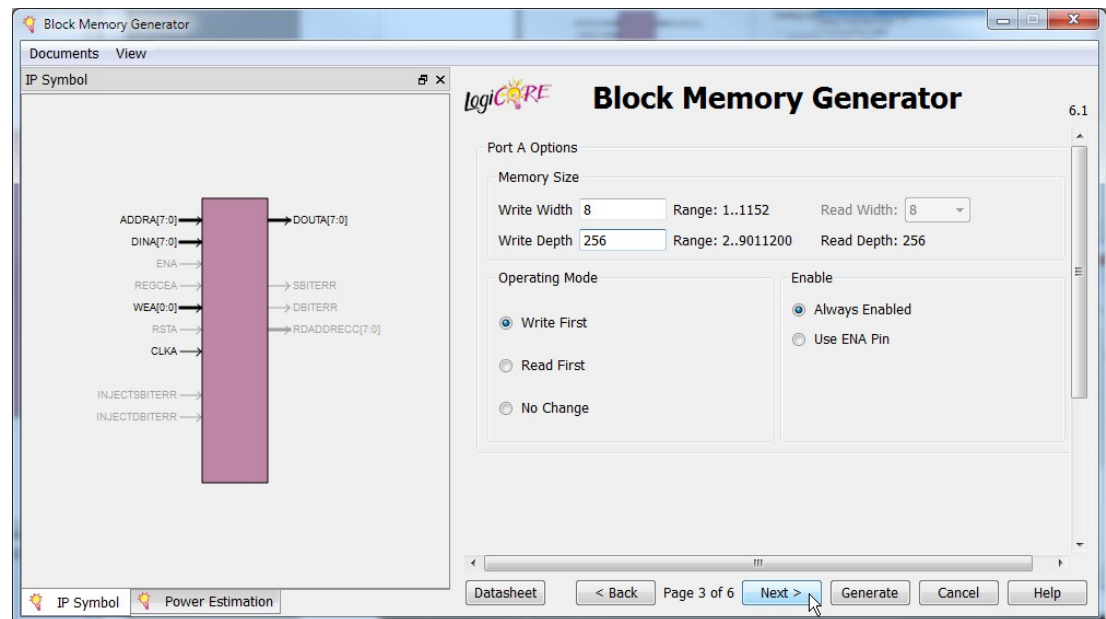 Block Memory Generator
Documents View
IP Symbol
ADDRA[7:0]
DINA[7:0]
ENA
REGCEA
WEA[0:0]
RSTA
CLKA
INJECTSBITERR
INJECTDBITERR
DOUTA[7:0]
SBITERR
DBITERR
RDADDRECC[7:0]
IP Symbol Power Estimation
LogiCORE
Block Memory Generator
6.1
Port A Options
Memory Size
Write Width 8 Range: 1..1152 Read Width: 8
Write Depth 256 Range: 2..9011200 Read Depth: 256
Operating Mode
Write First
Read First
No Change
Enable
Always Enabled
Use ENA Pin
Datasheet < Back Page 3 of 6 Next > Generate Cancel Help